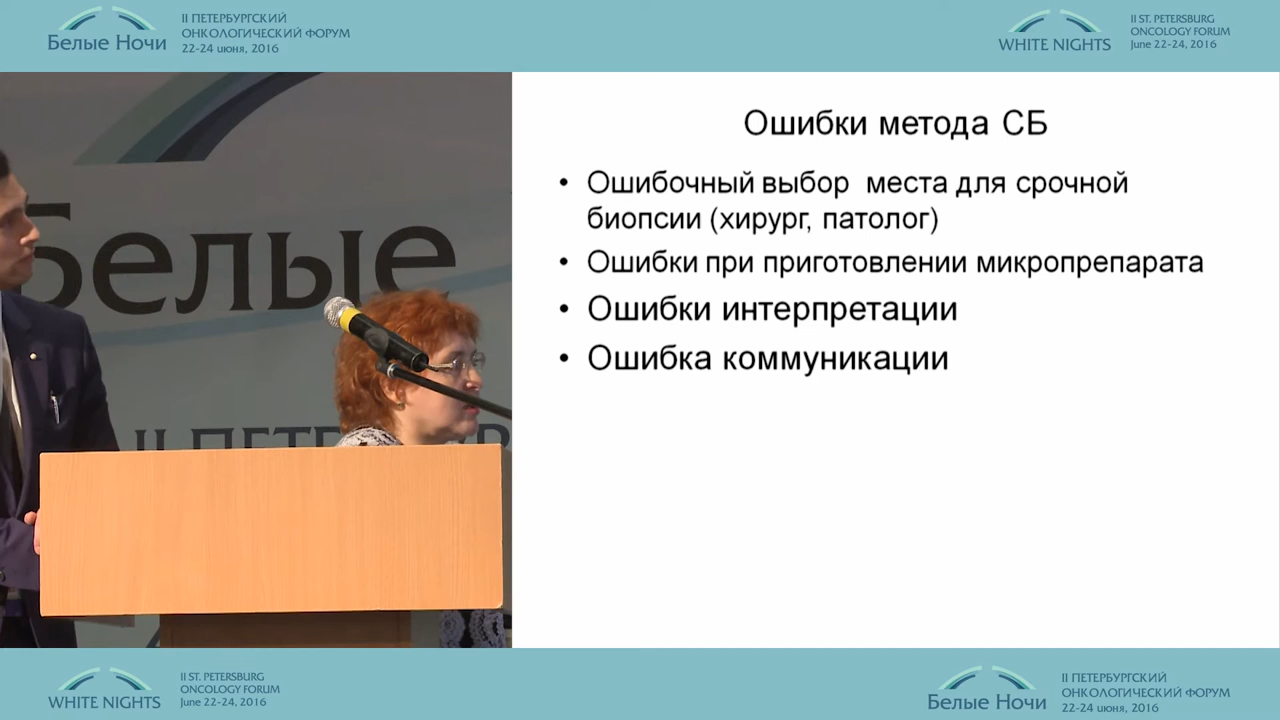 Белые Ночи
II ПЕТЕРБУРГСКИЙ
ОНКОЛОГИЧЕСКИЙ ФОРУМ
22-24 июня, 2016
WHITE NIGHTS
II ST. PETERSBURG
ONCOLOGY FORUM
June 22-24, 2016
Белые
II ПЕТЕР
Ошибки метода СБ
• Ошибочный выбор места для срочной
биопсии (хирург, патолог)
• Ошибки при приготовлении микропрепарата
• Ошибки интерпретации
• Ошибка коммуникации
WHITE NIGHTS
II ST. PETERSBURG
ONCOLOGY FORUM
June 22-24, 2016
Белые Ночи
II ПЕТЕРБУРГСКИЙ
ОНКОЛОГИЧЕСКИЙ ФОРУМ
22-24 июня, 2016